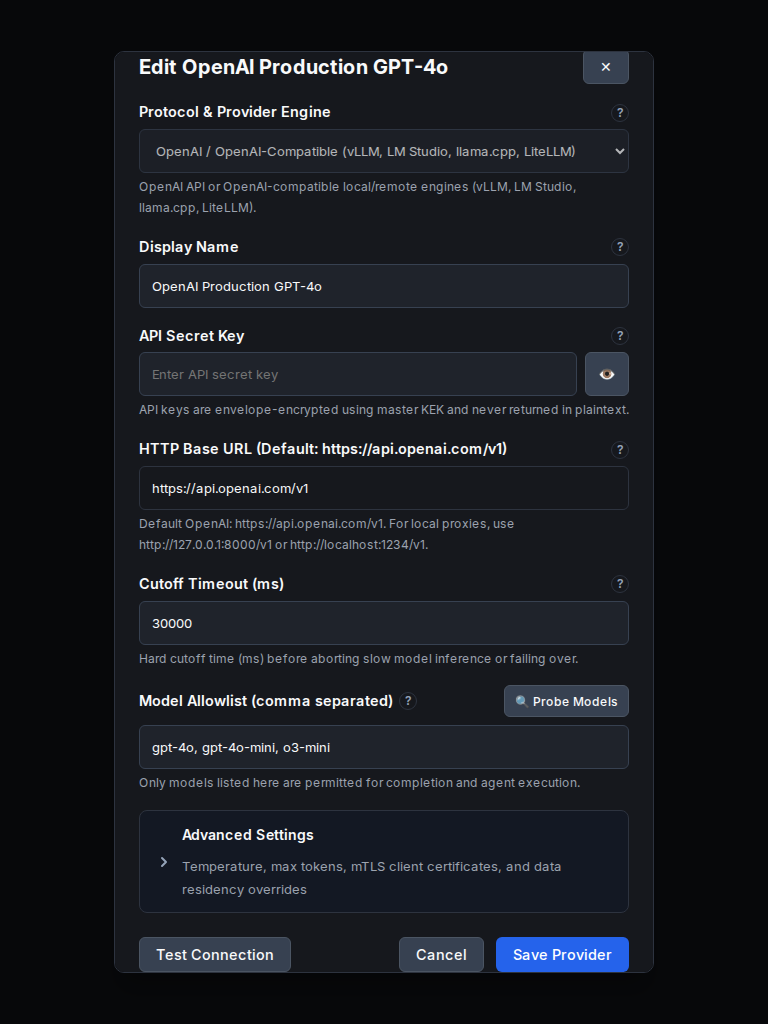 Edit OpenAI Production GPT-4o
×
Protocol & Provider Engine
?
OpenAI / OpenAI-Compatible (vLLM, LM Studio, llama.cpp, LiteLLM)
OpenAI API or OpenAI-compatible local/remote engines (vLLM, LM Studio,
llama.cpp, LiteLLM).
Display Name
?
OpenAI Production GPT-4o
API Secret Key
?
Enter API secret key
API keys are envelope-encrypted using master KEK and never returned in plaintext.
HTTP Base URL (Default: https://api.openai.com/v1)
?
https://api.openai.com/v1
Default OpenAI: https://api.openai.com/v1. For local proxies, use
http://127.0.0.1:8000/v1 or http://localhost:1234/v1.
Cutoff Timeout (ms)
?
30000
Hard cutoff time (ms) before aborting slow model inference or failing over.
Model Allowlist (comma separated)
?
Probe Models
gpt-4o, gpt-4o-mini, o3-mini
Only models listed here are permitted for completion and agent execution.
Advanced Settings
Temperature, max tokens, mTLS client certificates, and data
residency overrides
Test Connection
Cancel
Save Provider